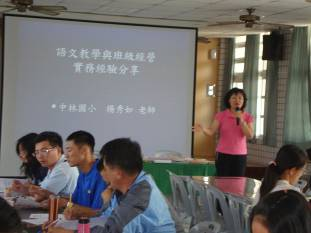 語文教學與班級經營
實務經驗分享
●中林國小 楊秀如 老師